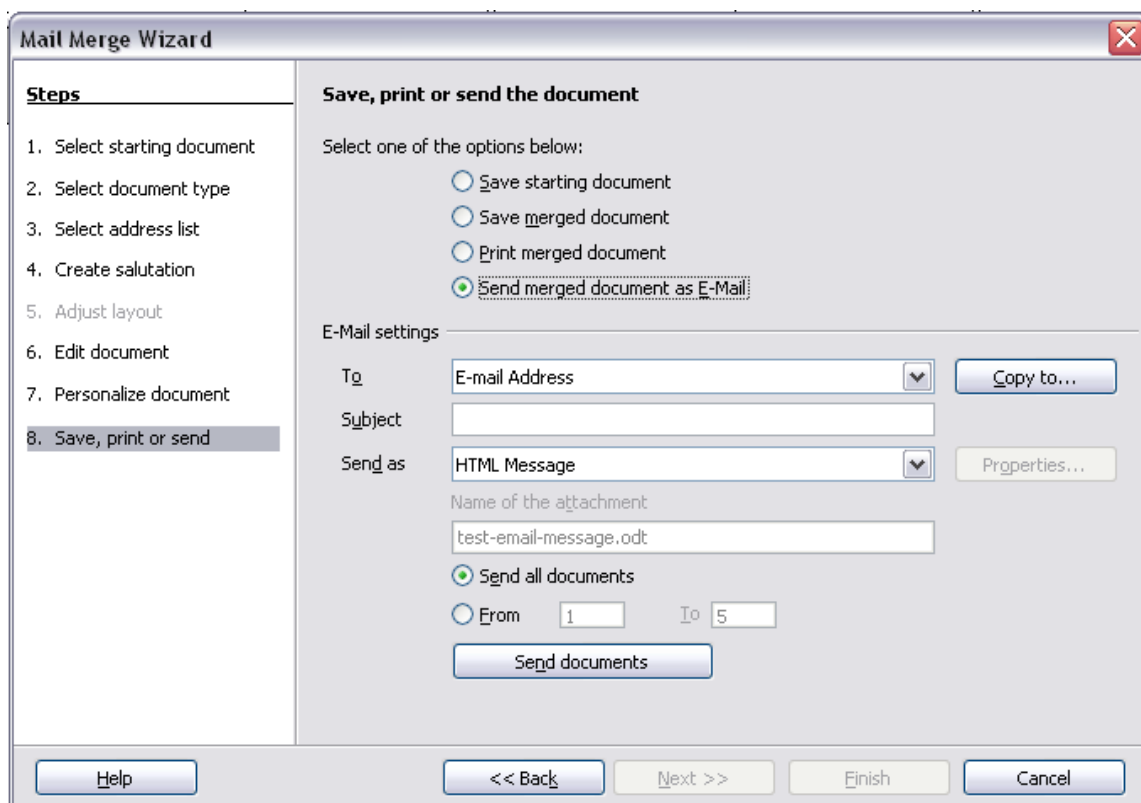 Mail Merge Wizard
Steps
1. Select starting document
2. Select document type
3. Select address list
4. Create salutation
5. Adjust layout
6. Edit document
7. Personalize document
8. Save, print or send
Save, print or send the document
Select one of the options below:
Save starting document
Save merged document
Print merged document
Send merged document as E-Mail
E-Mail settings
To E-mail Address Copy to...
Subject
Send as HTML Message Properties...
Name of the attachment
test-email-message.odt
Send all documents
From 1 To 5
Send documents
Help << Back Next >> Finish Cancel